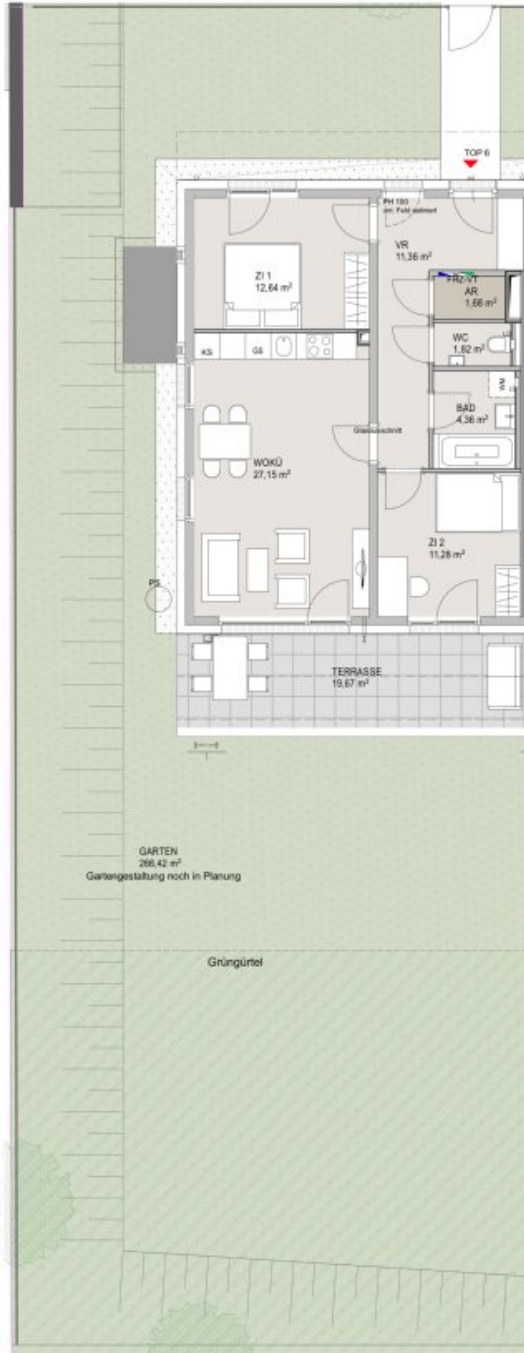 TOP 6
PH 100
VR
11,36 m²
ZI 1
12,64 m²
AR
1,68 m²
WC
1,82 m²
KS
GS
WM
BAD
4,36 m²
WOKÜ
27,15 m²
ZI 2
11,28 m²
PS
TERRASSE
19,67 m²
GARTEN
266,42 m²
Gartengestaltung noch in Planung
Grüngürtel